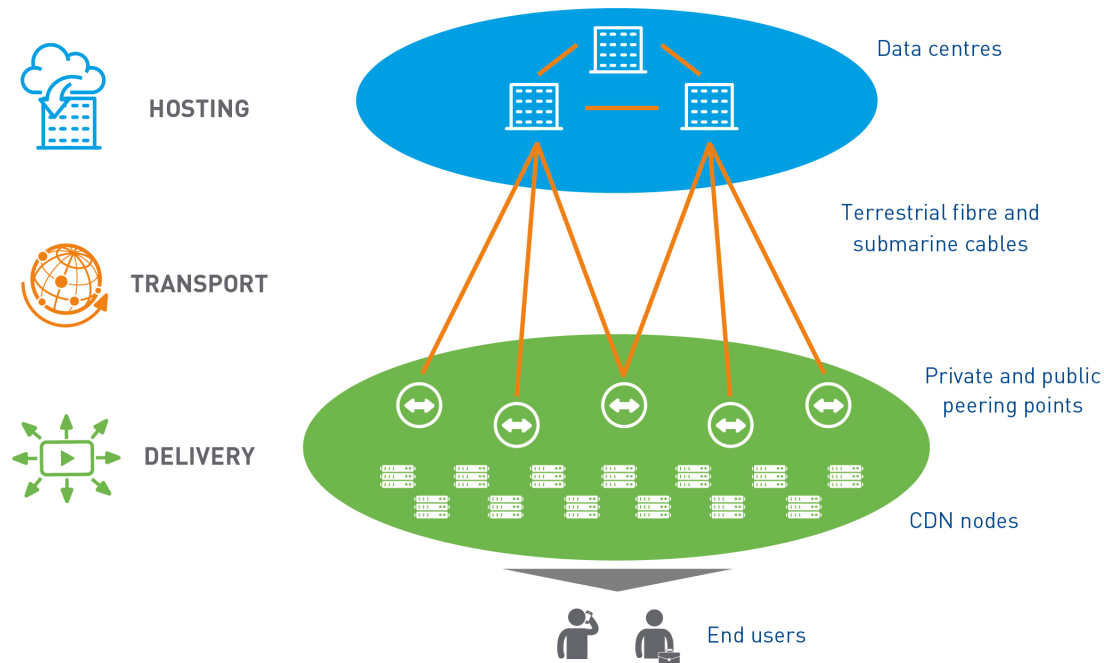 Data centres
HOSTING
Terrestrial fibre and
submarine cables
TRANSPORT
Private and public
peering points
DELIVERY
CDN nodes
End users